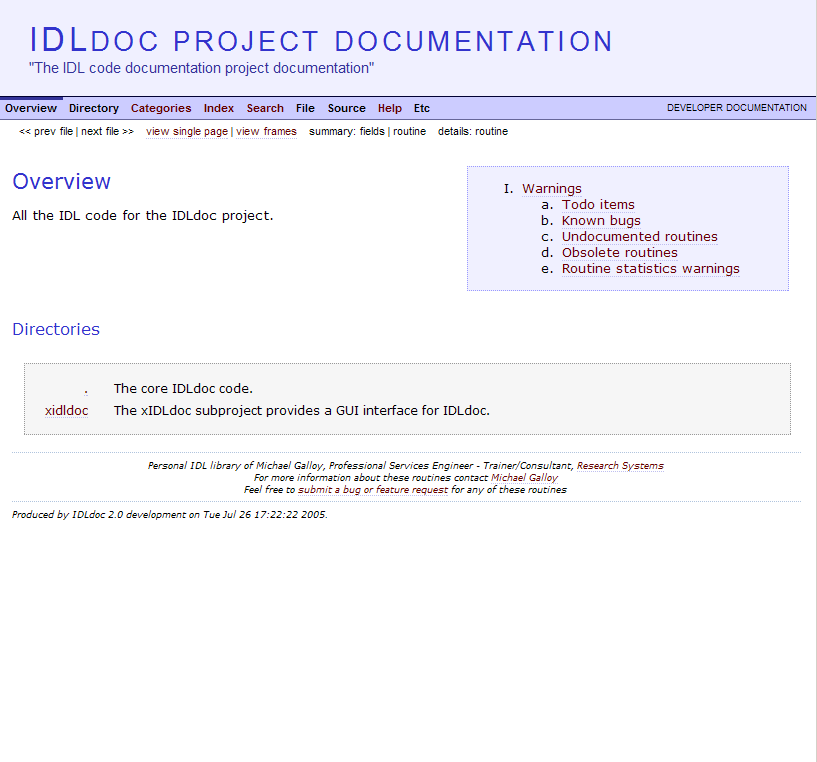 IDLDOC PROJECT DOCUMENTATION
"The IDL code documentation project documentation"
Overview Directory Categories Index Search File Source Help Etc DEVELOPER DOCUMENTATION
<< prev file | next file >> view single page | view frames summary: fields | routine details: routine
Overview
All the IDL code for the IDLdoc project.
I. Warnings
a. Todo items
b. Known bugs
c. Undocumented routines
d. Obsolete routines
e. Routine statistics warnings
Directories
. The core IDLdoc code.
xidldoc The xIDLdoc subproject provides a GUI interface for IDLdoc.
Personal IDL library of Michael Galloy, Professional Services Engineer - Trainer/Consultant, Research Systems
For more information about these routines contact Michael Galloy
Feel free to submit a bug or feature request for any of these routines
Produced by IDLdoc 2.0 development on Tue Jul 26 17:22:22 2005.